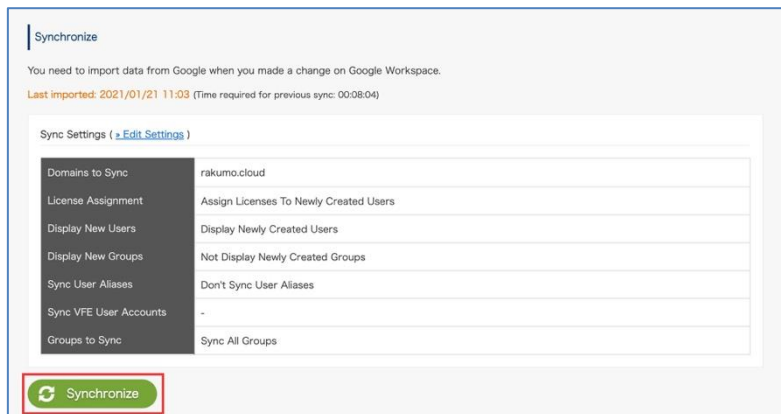 Synchronize
You need to import data from Google when you made a change on Google Workspace.
Last imported: 2021/01/21 11:03 (Time required for previous sync: 00:08:04)
Sync Settings ( » Edit Settings )
Domains to Sync rakumo.cloud
License Assignment Assign Licenses To Newly Created Users
Display New Users Display Newly Created Users
Display New Groups Not Display Newly Created Groups
Sync User Aliases Don't Sync User Aliases
Sync VFE User Accounts -
Groups to Sync Sync All Groups
Synchronize